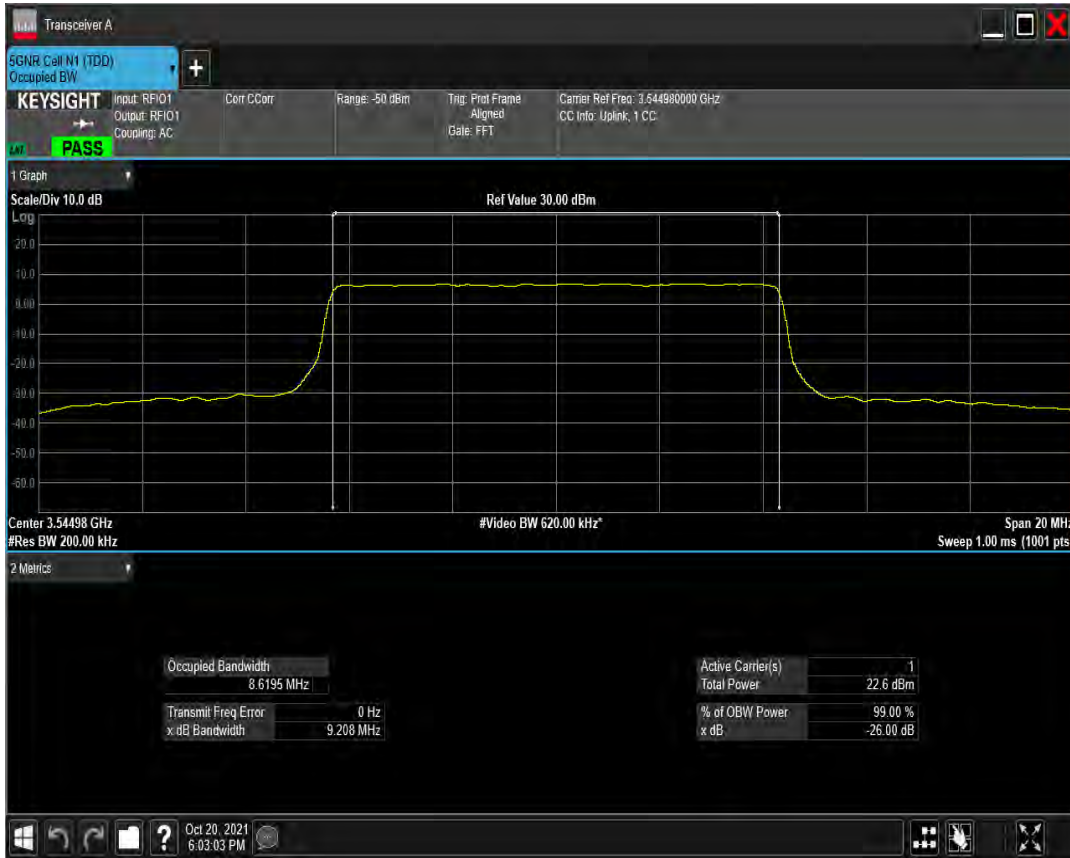 Transceiver A
5GNR Cell N1 (TDD)
Occupied BW
+
KEYSIGHT
PASS
Input: RFIO1
Output: RFIO1
Coupling: AC
Corr CCorr
Range: -50 dBm
Trig: Prot Frame
Aligned
Gate: FFT
Carrier Ref Freq: 3.544980000 GHz
CC Info: Uplink, 1 CC
1 Graph
Scale/Div 10.0 dB
Ref Value 30.00 dBm
Log
20.0
10.0
0.00
-10.0
-20.0
-30.0
-40.0
-50.0
-60.0
Center 3.54498 GHz
#Video BW 620.00 kHz*
Span 20 MHz
#Res BW 200.00 kHz
Sweep 1.00 ms (1001 pts
2 Metrics
Occupied Bandwidth
8.6195 MHz
Transmit Freq Error 0 Hz
x dB Bandwidth 9.208 MHz
Active Carrier(s) 1
Total Power 22.6 dBm
% of OBW Power 99.00 %
x dB -26.00 dB
?
Oct 20, 2021
6:03:03 PM